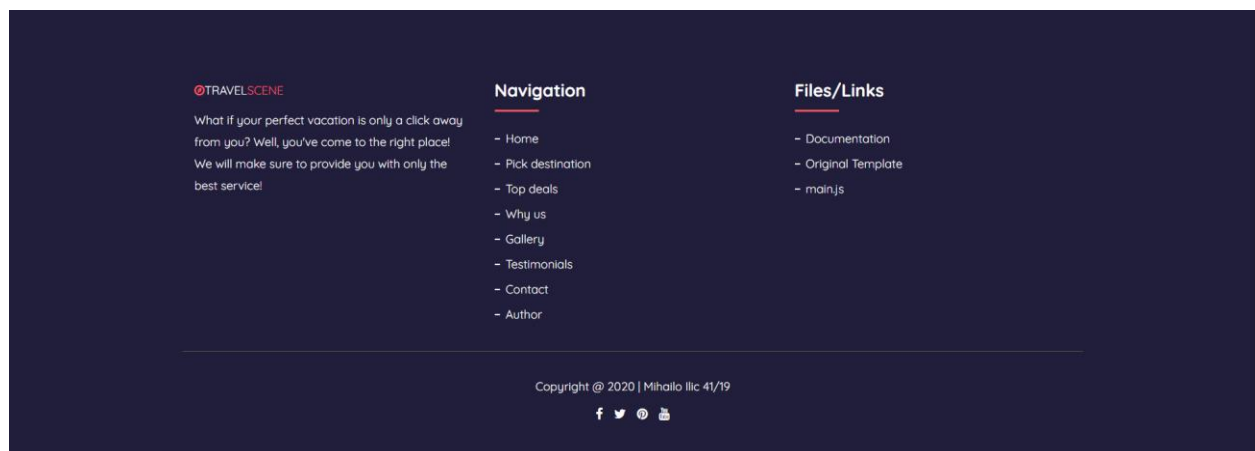 TRAVELSCENE
What if your perfect vacation is only a click away
from you? Well, you've come to the right place!
We will make sure to provide you with only the
best service!
Navigation
– Home
– Pick destination
– Top deals
– Why us
– Gallery
– Testimonials
– Contact
– Author
Files/Links
– Documentation
– Original Template
– main.js
Copyright @ 2020 | Mihailo Ilic 41/19